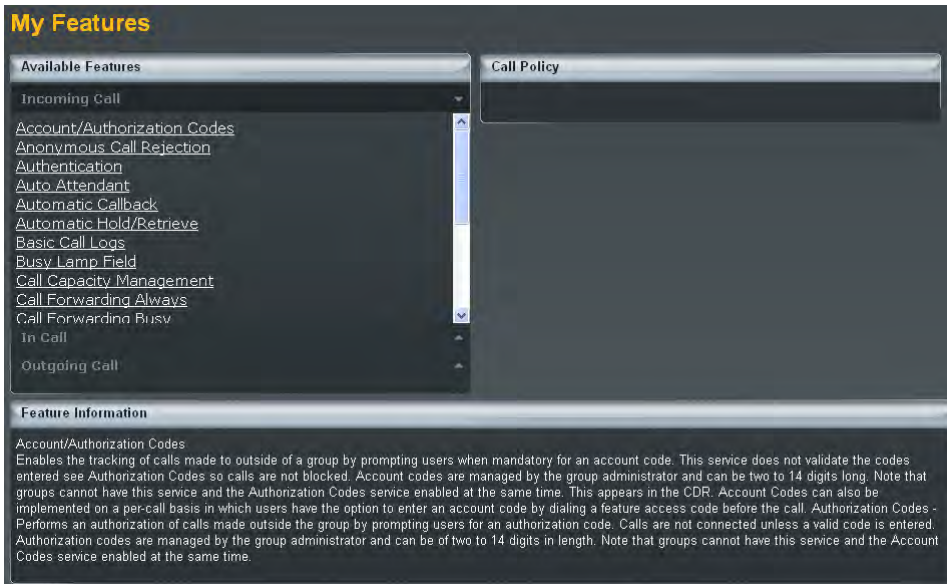 My Features
Available Features
Incoming Call
Account/Authorization Codes
Anonymous Call Rejection
Authentication
Auto Attendant
Automatic Callback
Automatic Hold/Retrieve
Basic Call Logs
Busy Lamp Field
Call Capacity Management
Call Forwarding Always
Call Forwarding Busy
In Call
Outgoing Call
Call Policy
Feature Information
Account/Authorization Codes
Enables the tracking of calls made to outside of a group by prompting users when mandatory for an account code. This service does not validate the codes
entered see Authorization Codes so calls are not blocked. Account codes are managed by the group administrator and can be two to 14 digits long. Note that
groups cannot have this service and the Authorization Codes service enabled at the same time. This appears in the CDR. Account Codes can also be
implemented on a per-call basis in which users have the option to enter an account code by dialing a feature access code before the call. Authorization Codes -
Performs an authorization of calls made outside the group by prompting users for an authorization code. Calls are not connected unless a valid code is entered.
Authorization codes are managed by the group administrator and can be of two to 14 digits in length. Note that groups cannot have this service and the Account
Codes service enabled at the same time.